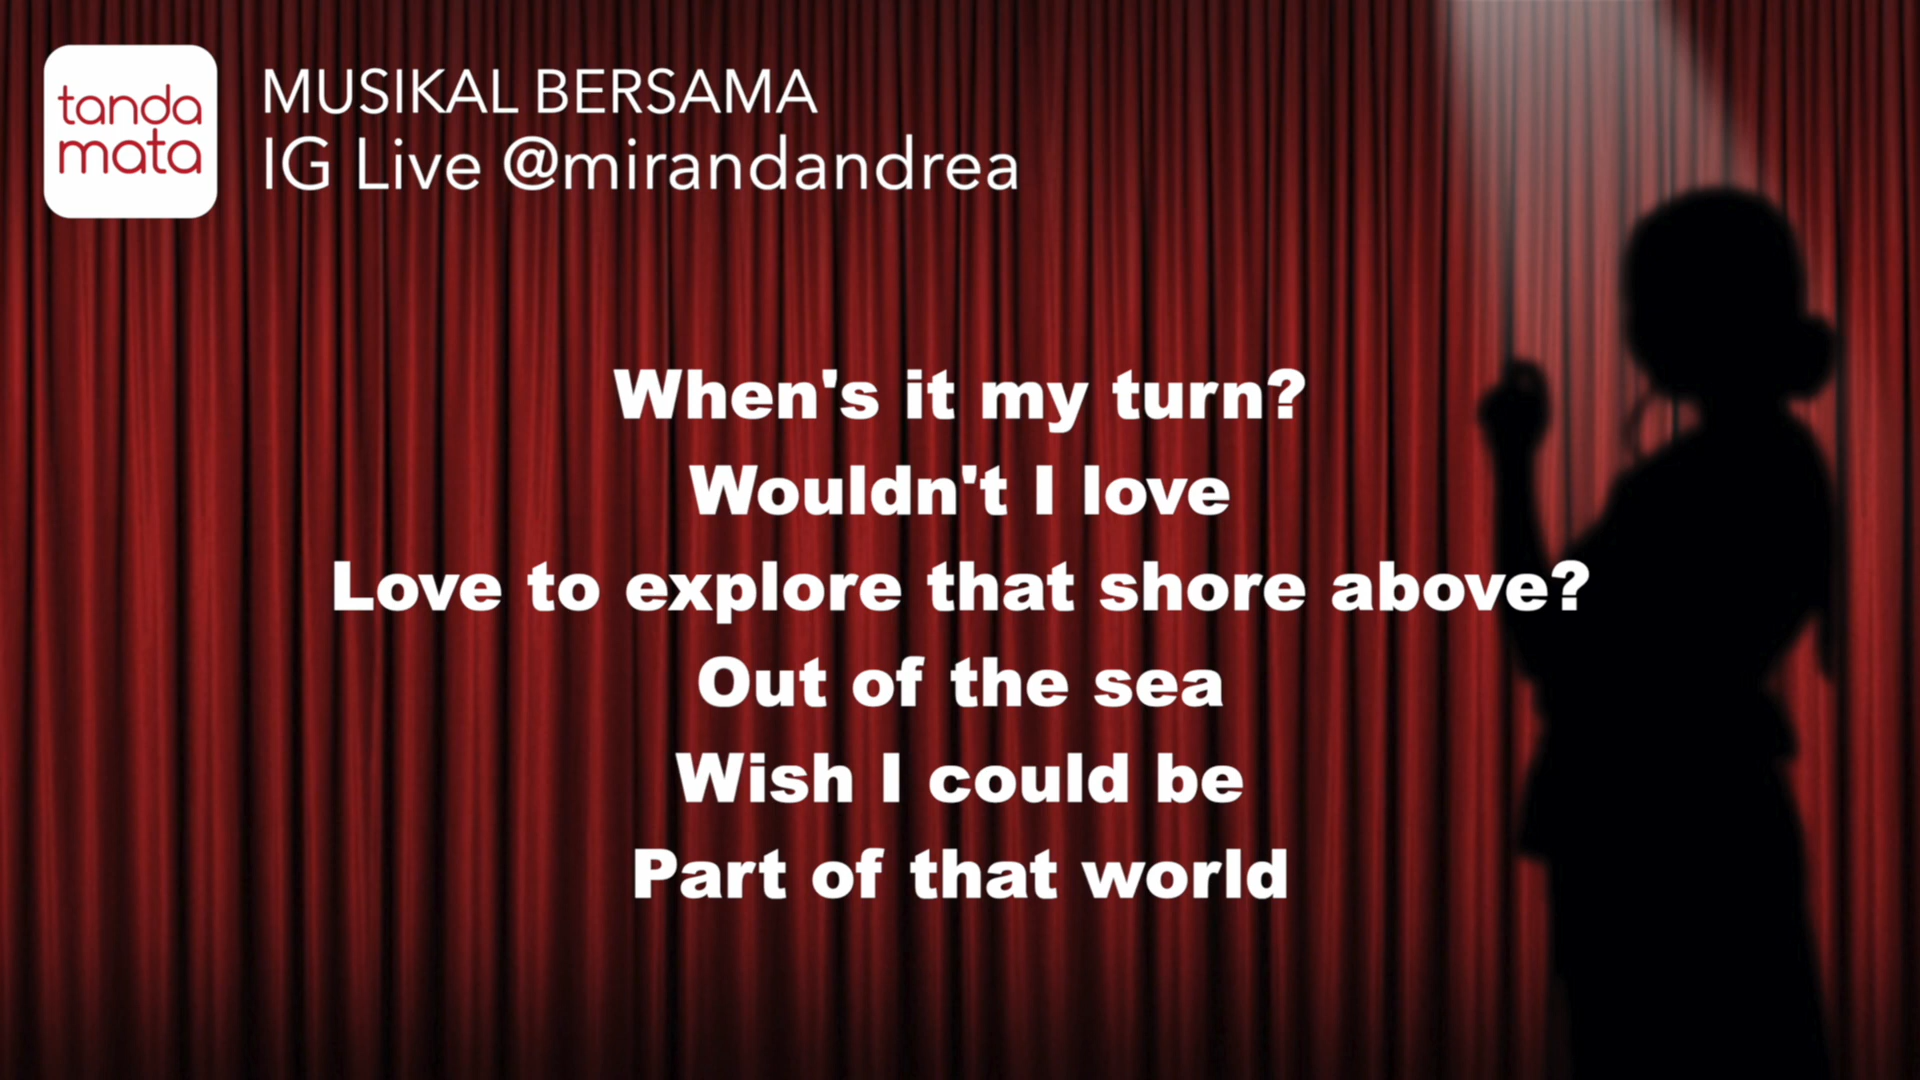 tanda
mata
MUSIKAL BERSAMA
IG Live @mirandandrea
When's it my turn?
Wouldn't I love
Love to explore that shore above?
Out of the sea
Wish I could be
Part of that world